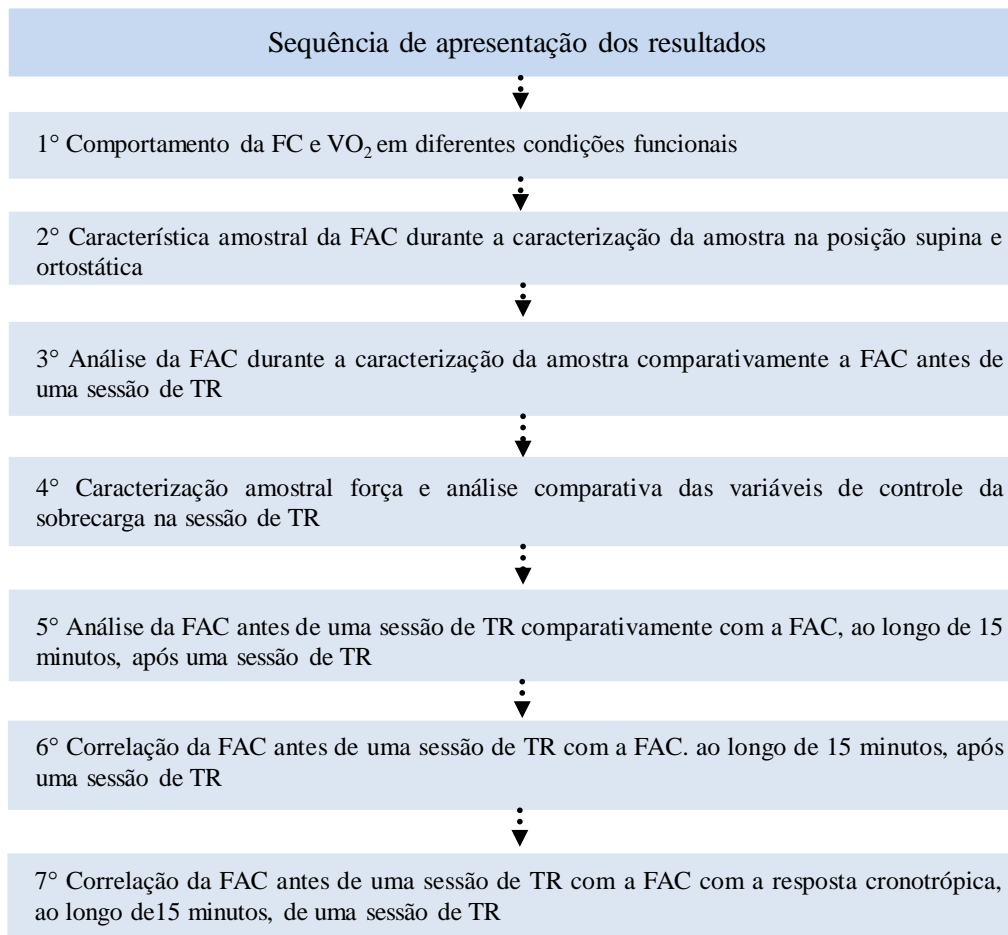 Sequência de apresentação dos resultados
1° Comportamento da FC e VO₂ em diferentes condições funcionais
2° Característica amostral da FAC durante a caracterização da amostra na posição supina e
ortostática
3° Análise da FAC durante a caracterização da amostra comparativamente a FAC antes de
uma sessão de TR
4° Caracterização amostral força e análise comparativa das variáveis de controle da
sobrecarga na sessão de TR
5° Análise da FAC antes de uma sessão de TR comparativamente com a FAC, ao longo de 15
minutos, após uma sessão de TR
6° Correlação da FAC antes de uma sessão de TR com a FAC. ao longo de 15 minutos, após
uma sessão de TR
7° Correlação da FAC antes de uma sessão de TR com a FAC com a resposta cronotrópica,
ao longo de15 minutos, de uma sessão de TR